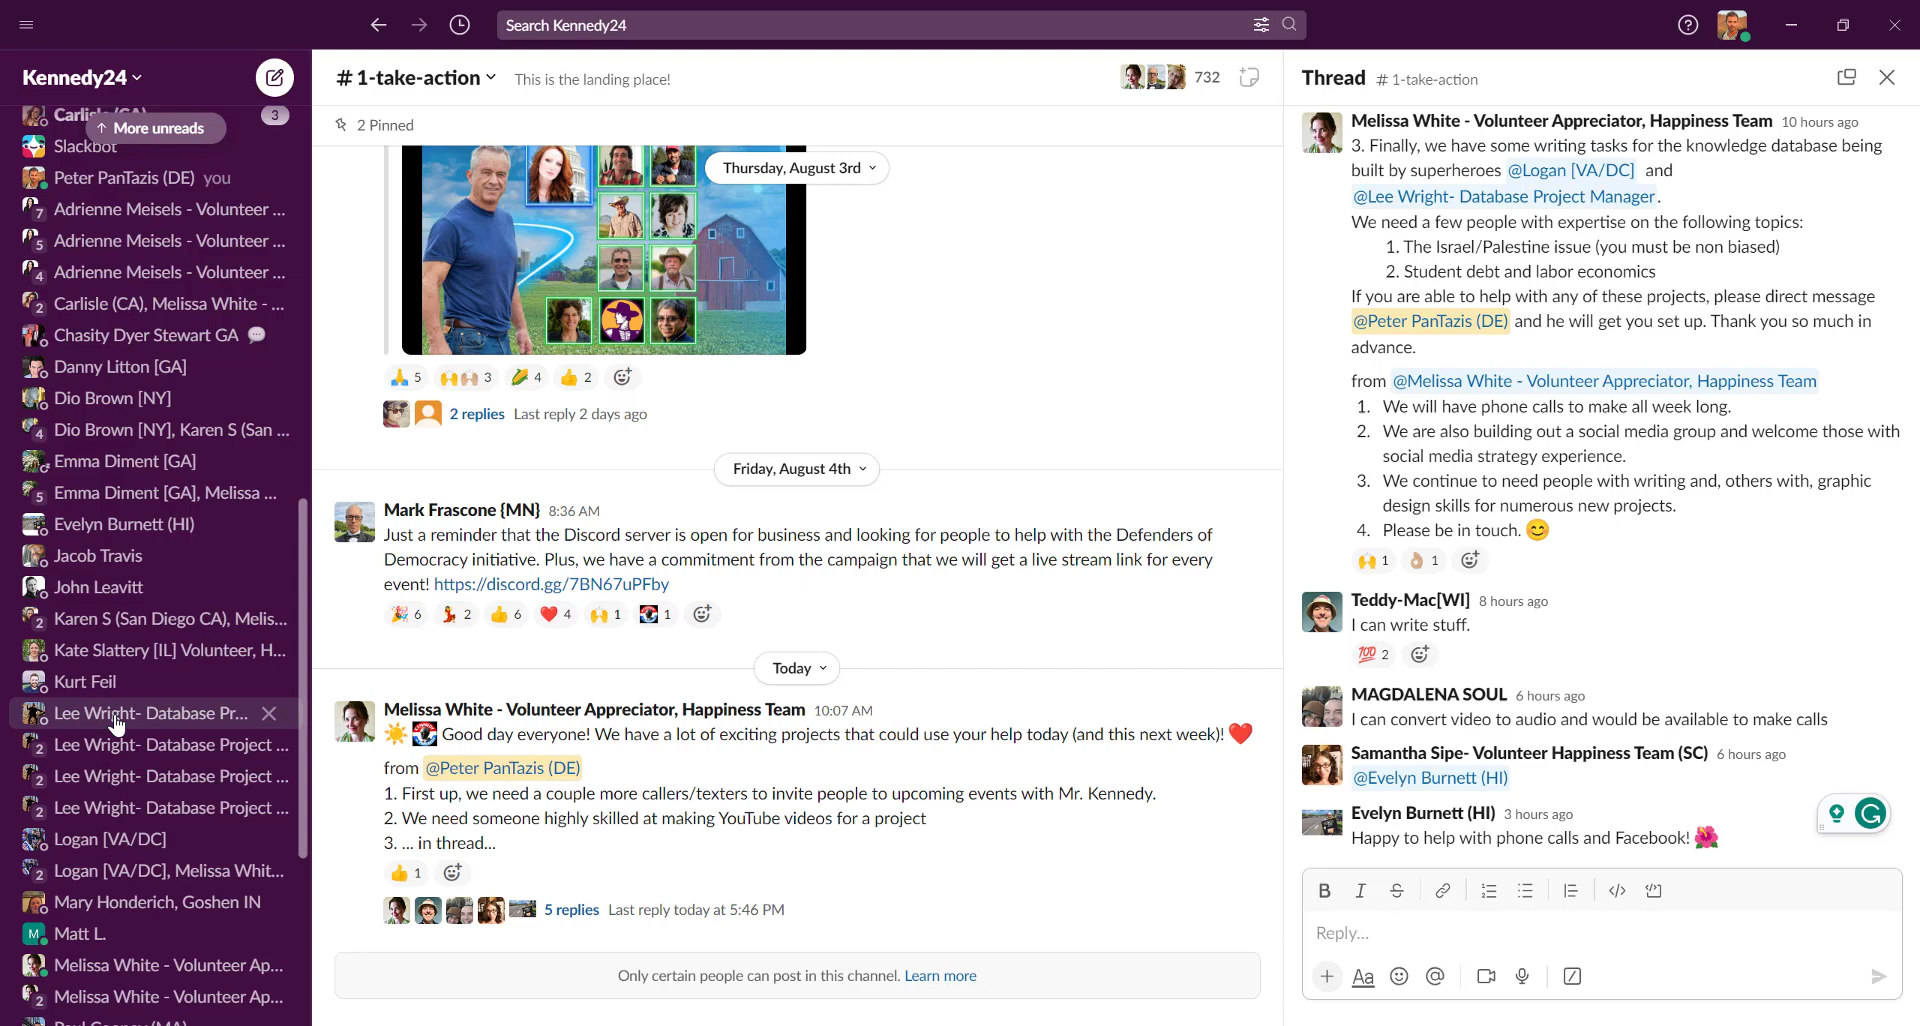 Search Kennedy24
Kennedy24
Carlisle (CA)
3
↑ More unreads
Slackbot
Peter PanTazis (DE) you
7 Adrienne Meisels - Volunteer ...
5 Adrienne Meisels - Volunteer ...
4 Adrienne Meisels - Volunteer ...
2 Carlisle (CA), Melissa White - ...
Chasity Dyer Stewart GA 💬
Danny Litton [GA]
Dio Brown [NY]
4 Dio Brown [NY], Karen S (San ...
Emma Diment [GA]
5 Emma Diment [GA], Melissa ...
Evelyn Burnett (HI)
Jacob Travis
John Leavitt
2 Karen S (San Diego CA), Melis...
Kate Slattery [IL] Volunteer, H...
Kurt Feil
Lee Wright- Database Pr...
2 Lee Wright- Database Project ...
2 Lee Wright- Database Project ...
2 Lee Wright- Database Project ...
Logan [VA/DC]
2 Logan [VA/DC], Melissa Whit...
Mary Honderich, Goshen IN
M Matt L.
Melissa White - Volunteer Ap...
2 Melissa White - Volunteer Ap...
# 1-take-action This is the landing place! 732
2 Pinned
Thursday, August 3rd
🙏 5 🙌🙌🏼 3 🌽 4 👍 2
2 replies Last reply 2 days ago
Friday, August 4th
Mark Frascone {MN} 8:36 AM
Just a reminder that the Discord server is open for business and looking for people to help with the Defenders of
Democracy initiative. Plus, we have a commitment from the campaign that we will get a live stream link for every
event! https://discord.gg/7BN67uPFby
🎉 6 💃 2 👍 6 ❤️ 4 🙌 1 1
Today
Melissa White - Volunteer Appreciator, Happiness Team 10:07 AM
☀️ Good day everyone! We have a lot of exciting projects that could use your help today (and this next week)! ❤️
from @Peter PanTazis (DE)
1. First up, we need a couple more callers/texters to invite people to upcoming events with Mr. Kennedy.
2. We need someone highly skilled at making YouTube videos for a project
3. ... in thread...
👍 1
5 replies Last reply today at 5:46 PM
Only certain people can post in this channel. Learn more
Thread # 1-take-action
Melissa White - Volunteer Appreciator, Happiness Team 10 hours ago
3. Finally, we have some writing tasks for the knowledge database being
built by superheroes @Logan [VA/DC] and
@Lee Wright- Database Project Manager.
We need a few people with expertise on the following topics:
1. The Israel/Palestine issue (you must be non biased)
2. Student debt and labor economics
If you are able to help with any of these projects, please direct message
@Peter PanTazis (DE) and he will get you set up. Thank you so much in
advance.
from @Melissa White - Volunteer Appreciator, Happiness Team
1. We will have phone calls to make all week long.
2. We are also building out a social media group and welcome those with
social media strategy experience.
3. We continue to need people with writing and, others with, graphic
design skills for numerous new projects.
4. Please be in touch. 😊
🙌 1 👌🏼 1
Teddy-Mac[WI] 8 hours ago
I can write stuff.
💯 2
MAGDALENA SOUL 6 hours ago
I can convert video to audio and would be available to make calls
Samantha Sipe- Volunteer Happiness Team (SC) 6 hours ago
@Evelyn Burnett (HI)
Evelyn Burnett (HI) 3 hours ago
Happy to help with phone calls and Facebook! 🌺
B I S
Reply...
+ Aa